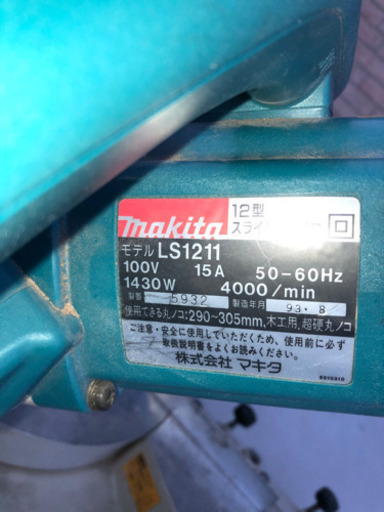 makita
12型
スライ
モデル LS1211
100V 15A 50-60Hz
1430W 4000/min
製番 5932 製造年月 93.8
使用できる丸ノコ:290~305mm,木工用,超硬丸ノコ
注意・安全に使用していただくため、使用前に必ず
取扱説明書をよくお読みください。
株式会社 マキタ